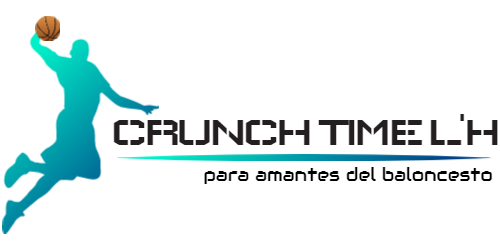 CRUNCH TIME L'H
para amantes del baloncesto